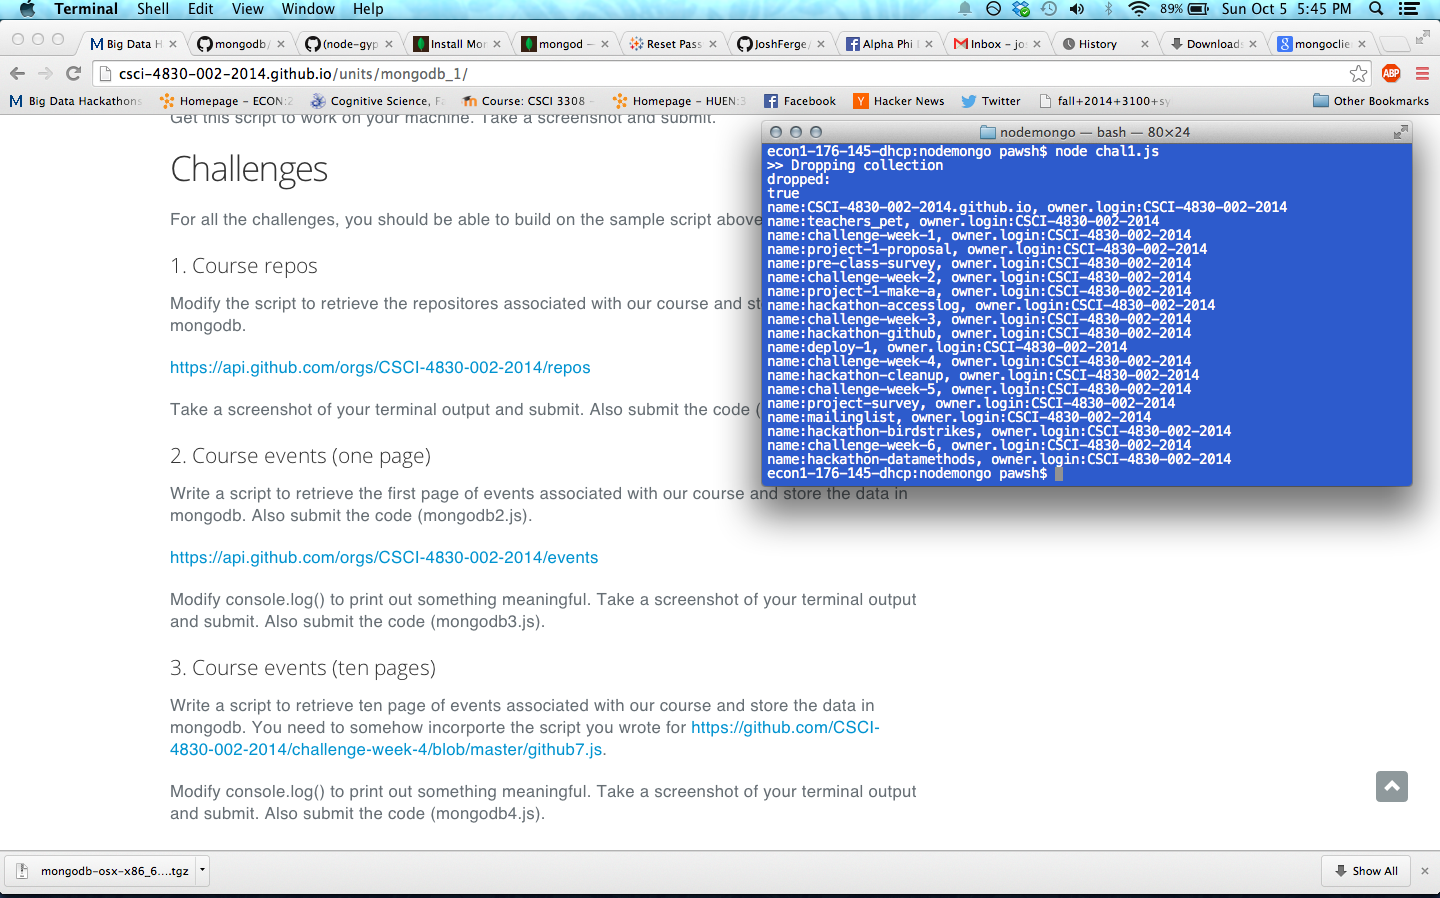 Terminal Shell Edit View Window Help 89% Sun Oct 5 5:45 PM
Big Data H mongodb/ (node-gyp Install Mor mongod — Reset Pass JoshFerge/ Alpha Phi Inbox – jo History Downloads mongoclie
csci-4830-002-2014.github.io/units/mongodb_1/ ABP
Big Data Hackathons Homepage – ECON:2 Cognitive Science, Fa Course: CSCI 3308 – Homepage – HUEN:3 Facebook Hacker News Twitter fall+2014+3100+sy Other Bookmarks
Get this script to work on your machine. Take a screenshot and submit.
Challenges
For all the challenges, you should be able to build on the sample script above
1. Course repos
Modify the script to retrieve the repositores associated with our course and st
mongodb.
https://api.github.com/orgs/CSCI-4830-002-2014/repos
Take a screenshot of your terminal output and submit. Also submit the code (
2. Course events (one page)
Write a script to retrieve the first page of events associated with our course and store the data in
mongodb. Also submit the code (mongodb2.js).
https://api.github.com/orgs/CSCI-4830-002-2014/events
Modify console.log() to print out something meaningful. Take a screenshot of your terminal output
and submit. Also submit the code (mongodb3.js).
3. Course events (ten pages)
Write a script to retrieve ten page of events associated with our course and store the data in
mongodb. You need to somehow incorporte the script you wrote for https://github.com/CSCI-
4830-002-2014/challenge-week-4/blob/master/github7.js.
Modify console.log() to print out something meaningful. Take a screenshot of your terminal output
and submit. Also submit the code (mongodb4.js).
nodemongo — bash — 80×24
econ1-176-145-dhcp:nodemongo pawsh$ node chal1.js
>> Dropping collection
dropped:
true
name:CSCI-4830-002-2014.github.io, owner.login:CSCI-4830-002-2014
name:teachers_pet, owner.login:CSCI-4830-002-2014
name:challenge-week-1, owner.login:CSCI-4830-002-2014
name:project-1-proposal, owner.login:CSCI-4830-002-2014
name:pre-class-survey, owner.login:CSCI-4830-002-2014
name:challenge-week-2, owner.login:CSCI-4830-002-2014
name:project-1-make-a, owner.login:CSCI-4830-002-2014
name:hackathon-accesslog, owner.login:CSCI-4830-002-2014
name:challenge-week-3, owner.login:CSCI-4830-002-2014
name:hackathon-github, owner.login:CSCI-4830-002-2014
name:deploy-1, owner.login:CSCI-4830-002-2014
name:challenge-week-4, owner.login:CSCI-4830-002-2014
name:hackathon-cleanup, owner.login:CSCI-4830-002-2014
name:challenge-week-5, owner.login:CSCI-4830-002-2014
name:project-survey, owner.login:CSCI-4830-002-2014
name:mailinglist, owner.login:CSCI-4830-002-2014
name:hackathon-birdstrikes, owner.login:CSCI-4830-002-2014
name:challenge-week-6, owner.login:CSCI-4830-002-2014
name:hackathon-datamethods, owner.login:CSCI-4830-002-2014
econ1-176-145-dhcp:nodemongo pawsh$
mongodb-osx-x86_6....tgz Show All